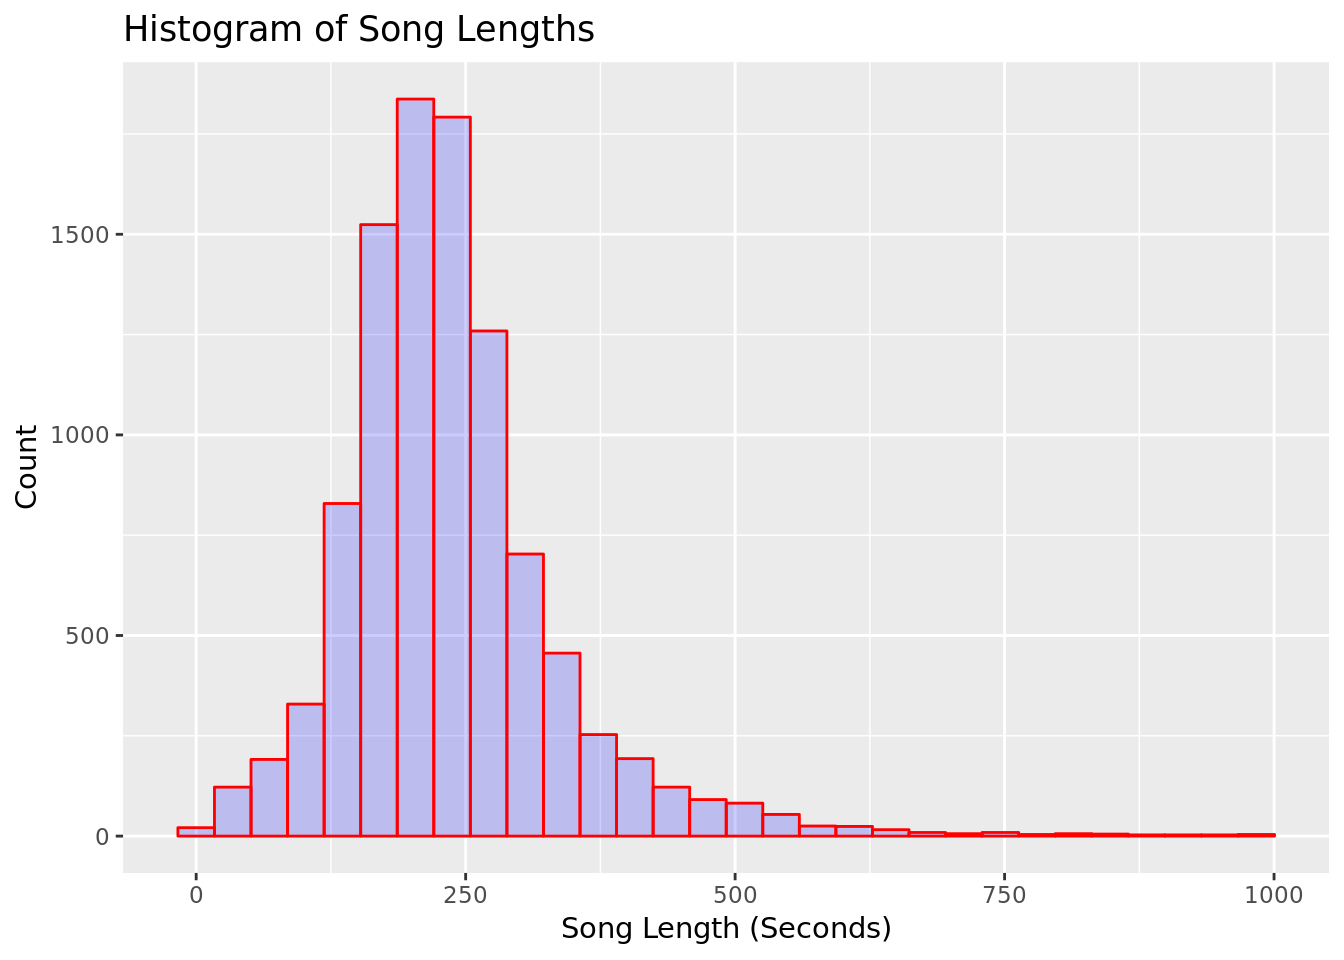 Histogram of Song Lengths
Count
1500
1000
500
0
0 250 500 750 1000
Song Length (Seconds)